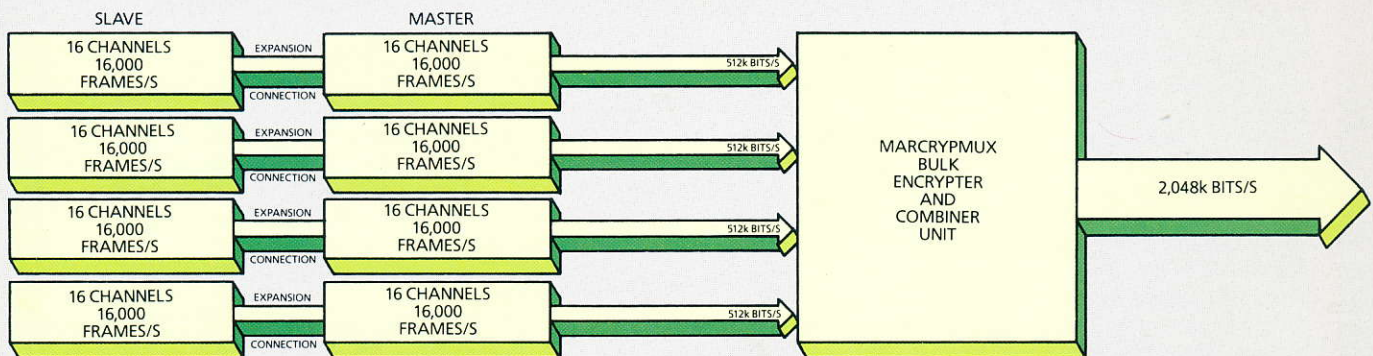 SLAVE
MASTER
16 CHANNELS
16,000
FRAMES/S
EXPANSION
CONNECTION
16 CHANNELS
16,000
FRAMES/S
512k BITS/S
16 CHANNELS
16,000
FRAMES/S
EXPANSION
CONNECTION
16 CHANNELS
16,000
FRAMES/S
512k BITS/S
16 CHANNELS
16,000
FRAMES/S
EXPANSION
CONNECTION
16 CHANNELS
16,000
FRAMES/S
512k BITS/S
16 CHANNELS
16,000
FRAMES/S
EXPANSION
CONNECTION
16 CHANNELS
16,000
FRAMES/S
512k BITS/S
MARCRYPMUX
BULK
ENCRYPTER
AND
COMBINER
UNIT
2,048k BITS/S